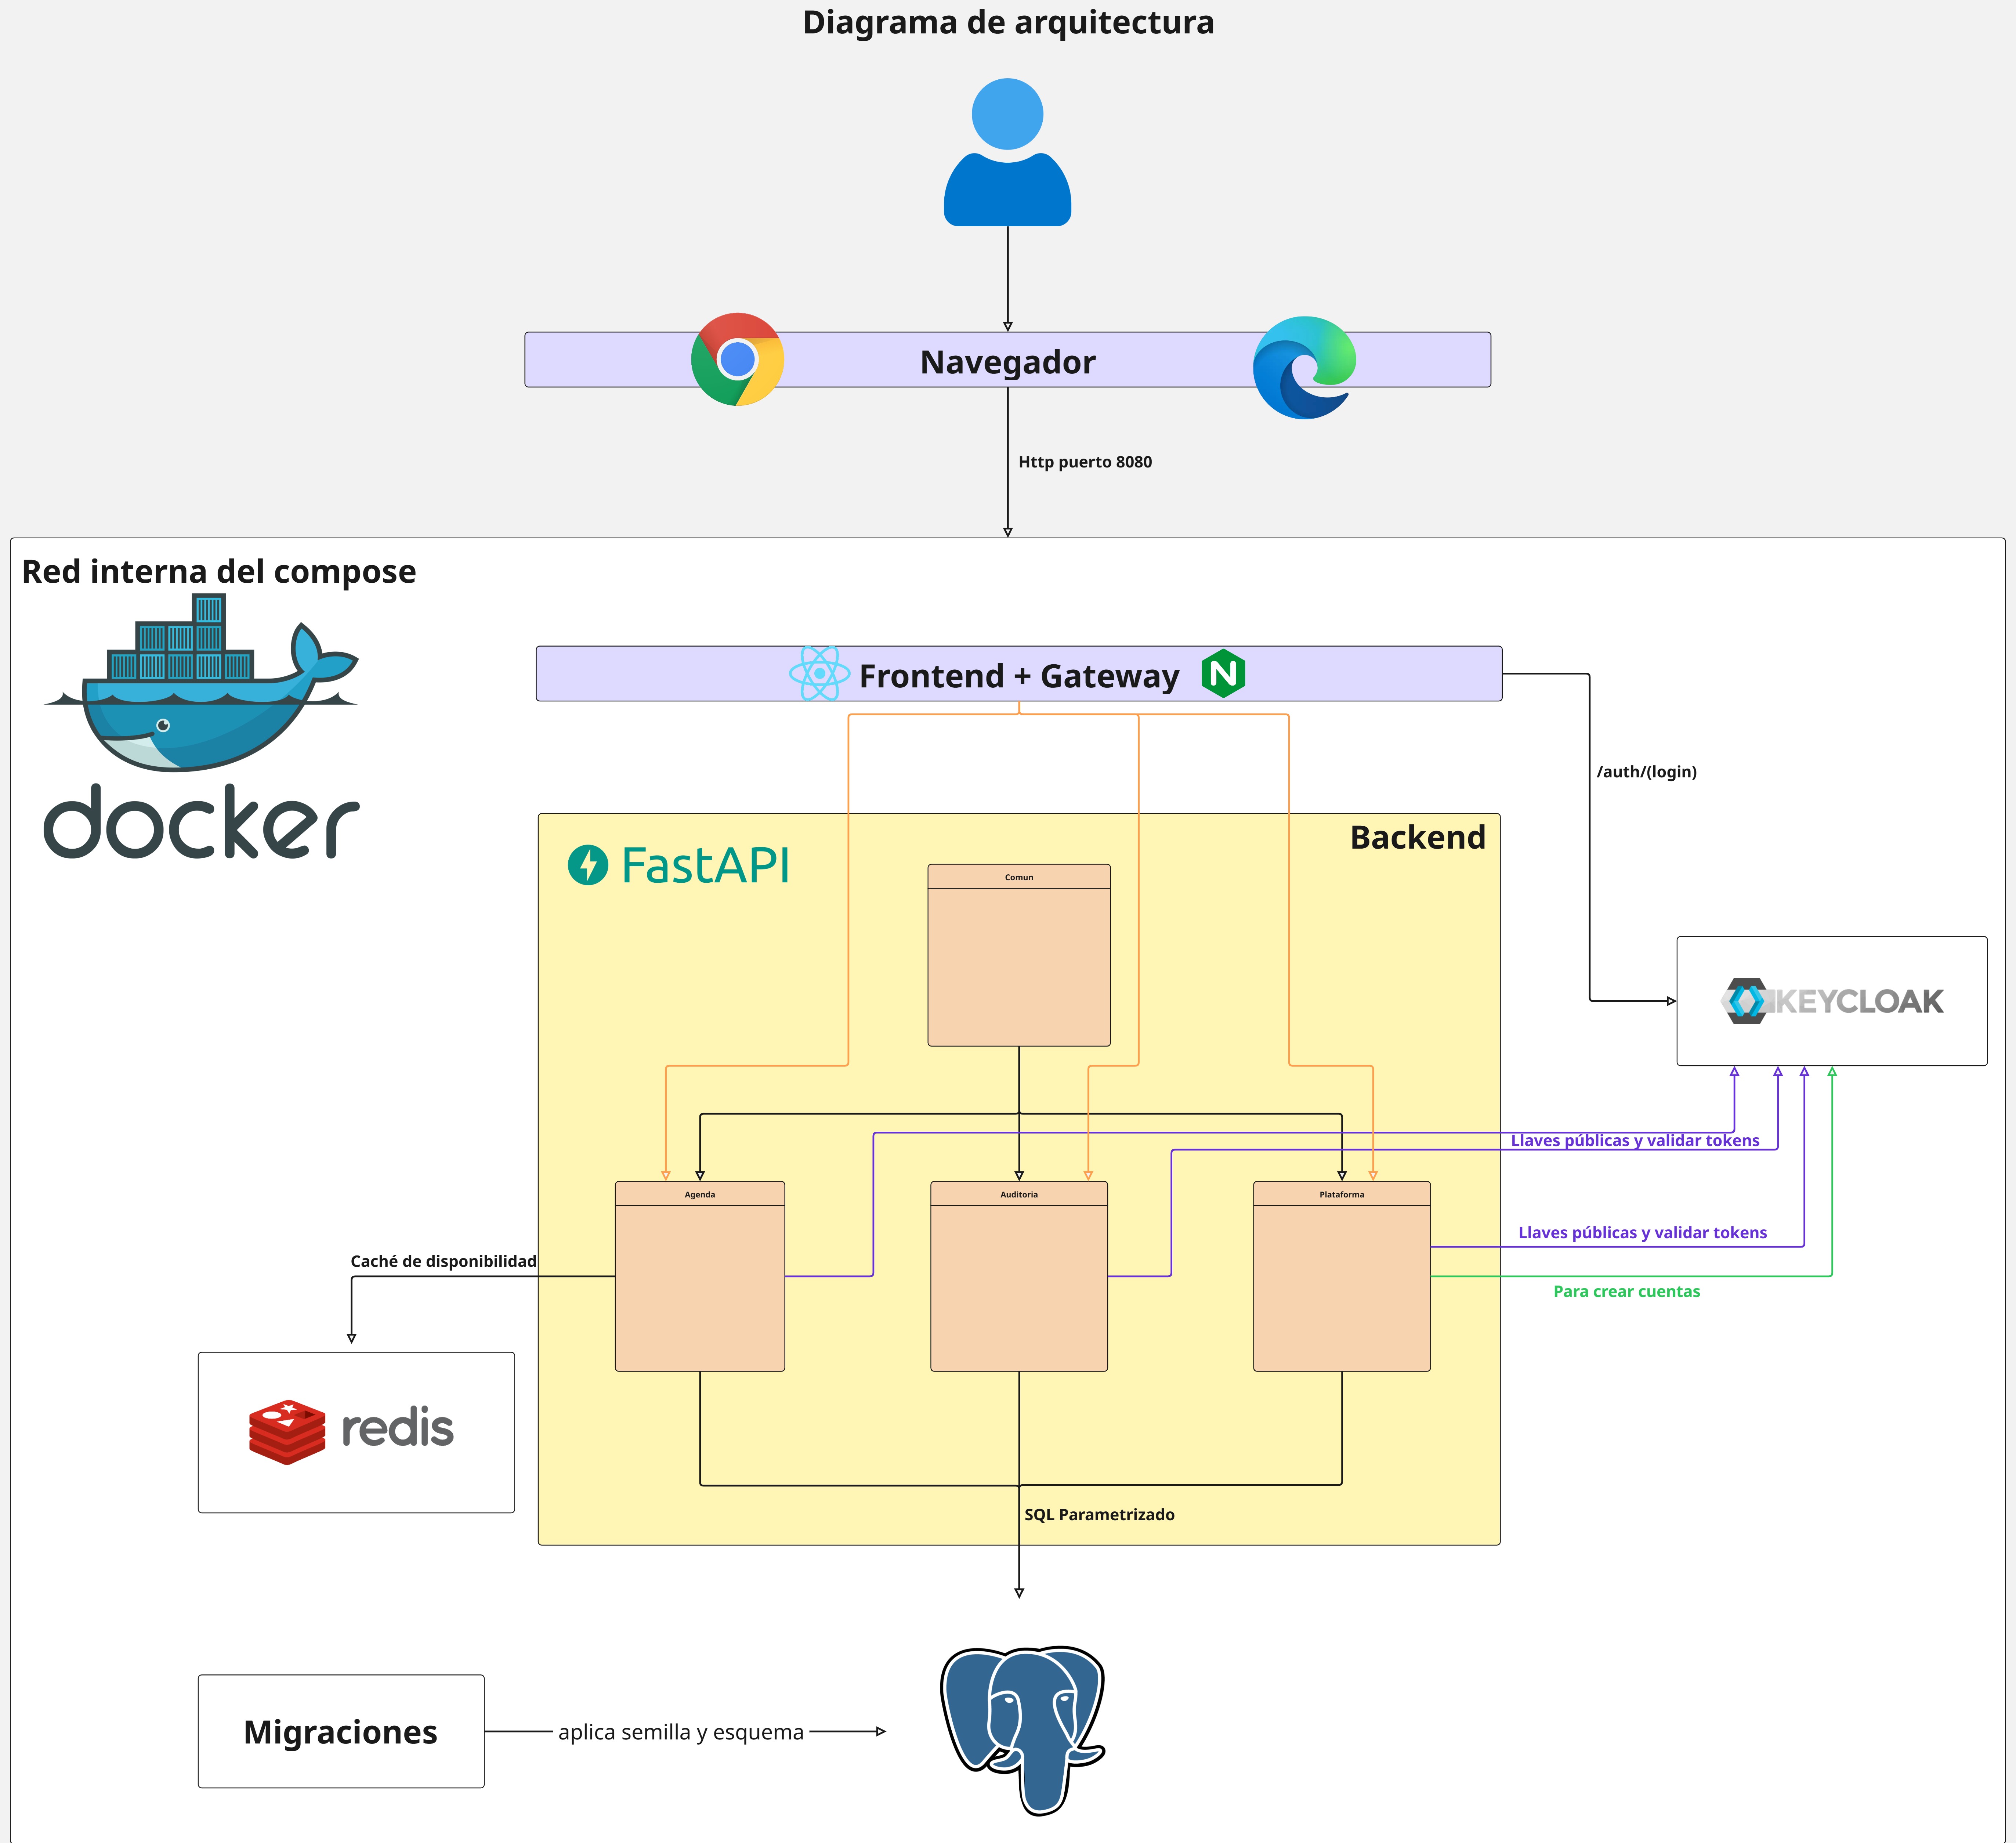 Diagrama de arquitectura
Navegador
Http puerto 8080
Red interna del compose
docker
Frontend + Gateway
/auth/(login)
Backend
FastAPI
Comun
KEYCLOAK
Llaves públicas y validar tokens
Agenda
Auditoria
Plataforma
Llaves públicas y validar tokens
Caché de disponibilidad
Para crear cuentas
redis
SQL Parametrizado
Migraciones
aplica semilla y esquema